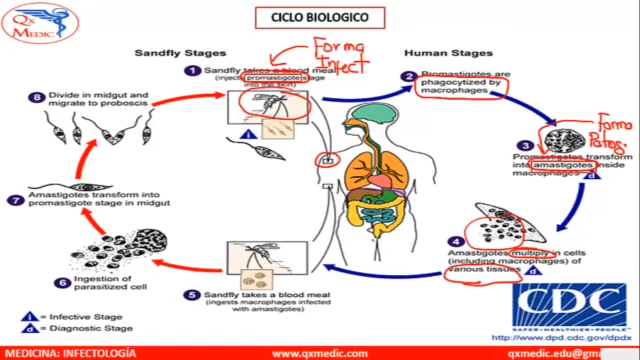 CICLO BIOLOGICO
Qx
MEDIC
Sandfly Stages
Human Stages
Forma
Infect
1 Sandfly takes a blood meal
(injects promastigote stage
into the skin)
2 Promastigotes are
phagocytized by
macrophages
8 Divide in midgut and
migrate to proboscis
i
Forma
Patog.
3
Promastigotes transform
into amastigotes inside
macrophages d
7 Amastigotes transform into
promastigote stage in midgut
4
Amastigotes multiply in cells
(including macrophages) of
various tissues d
6 Ingestion of
parasitized cell
5 Sandfly takes a blood meal
(ingests macrophages infected
with amastigotes)
i = Infective Stage
d = Diagnostic Stage
CDC
SAFER • HEALTHIER • PEOPLE™
http://www.dpd.cdc.gov/dpdx
MEDICINA: INFECTOLOGÍA
www.qxmedic.com
qxmedic.edu@gma